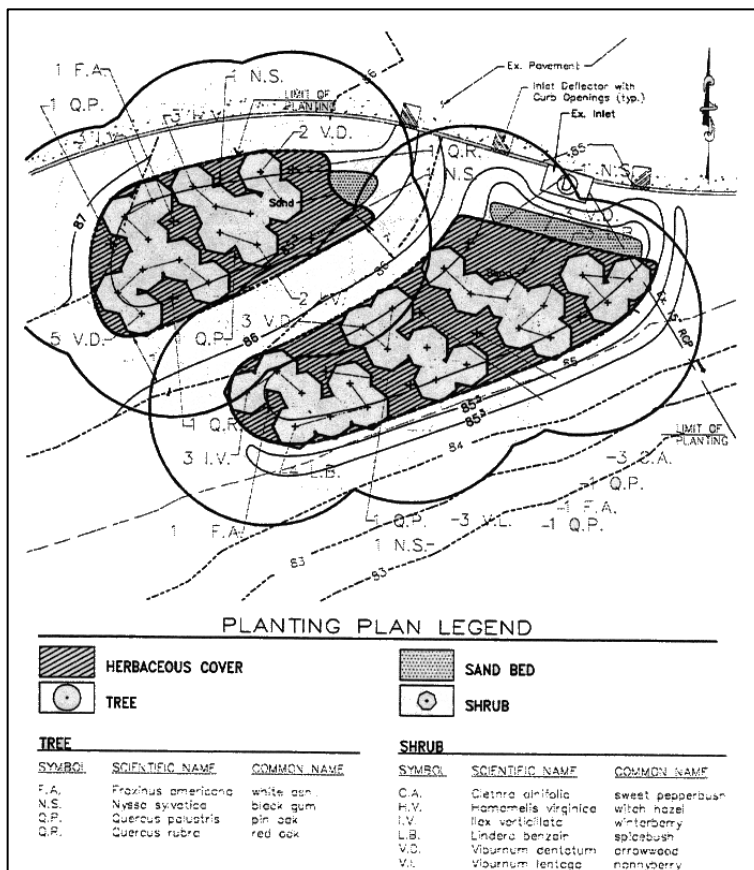 1 F.A.
1 N.S.
Ex. Pavement
1 Q.P.
LIMIT OF
PLANTING
Inlet Deflector with
Curb Openings (typ.)
Ex. Inlet
H.V.
2 V.D.
1 Q.R.
1 N.S.
85
N.S.
Sand
V.D.
87
86
5 V.D.
Q.P.
3 V.D.
2 I.V.
86
85
LIMIT OF
PLANTING
1 Q.R.
3 I.V.
L.B.
84
-3 C.A.
-1 Q.P.
1 F.A.
-1 Q.P.
-3 V.L.
-1 F.A.
-1 Q.P.
1 N.S.
83
83
PLANTING PLAN LEGEND
HERBACEOUS COVER
SAND BED
TREE
SHRUB
TREE
SYMBOL SCIENTIFIC NAME COMMON NAME
F.A. Fraxinus americana white ash
N.S. Nyssa sylvatica black gum
Q.P. Quercus palustris pin oak
Q.R. Quercus rubra red oak
SHRUB
SYMBOL SCIENTIFIC NAME COMMON NAME
C.A. Clethra alnifolia sweet pepperbush
H.V. Hamamelis virginica witch hazel
I.V. Ilex verticillata winterberry
L.B. Lindera benzoin spicebush
V.D. Viburnum dentatum arrowwood
V.L. Viburnum lentago nannyberry